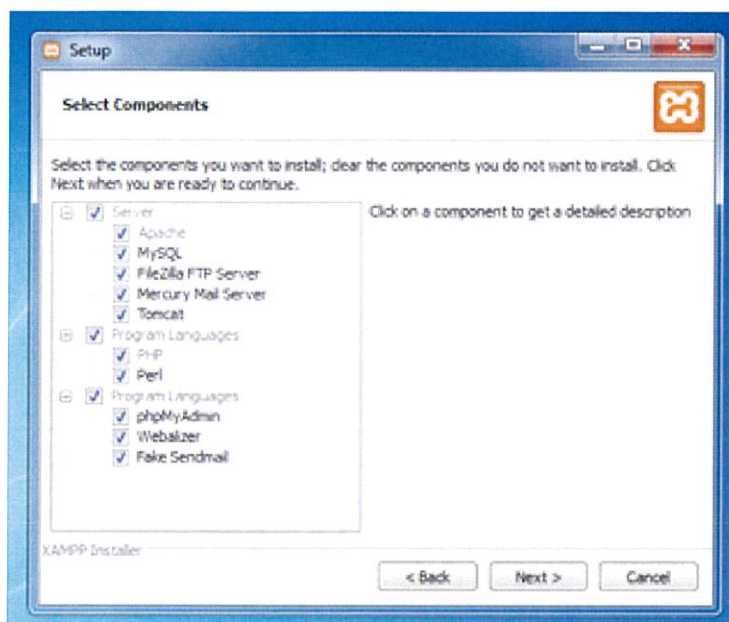 Setup
Select Components
Select the components you want to install; clear the components you do not want to install. Click
Next when you are ready to continue.
Server
Apache
MySQL
FileZilla FTP Server
Mercury Mail Server
Tomcat
Program Languages
PHP
Perl
Program Languages
phpMyAdmin
Webalizer
Fake Sendmail
Click on a component to get a detailed description
XAMPP Installer
< Back
Next >
Cancel